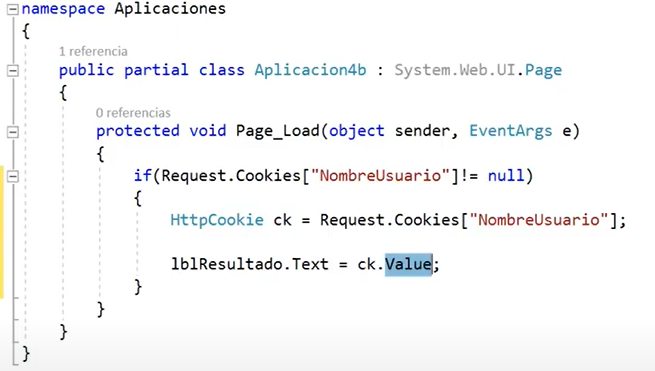 namespace Aplicaciones
{
1 referencia
public partial class Aplicacion4b : System.Web.UI.Page
{
0 referencias
protected void Page_Load(object sender, EventArgs e)
{
if(Request.Cookies["NombreUsuario"]!= null)
{
HttpCookie ck = Request.Cookies["NombreUsuario"];
lblResultado.Text = ck.Value;
}
}
}
}